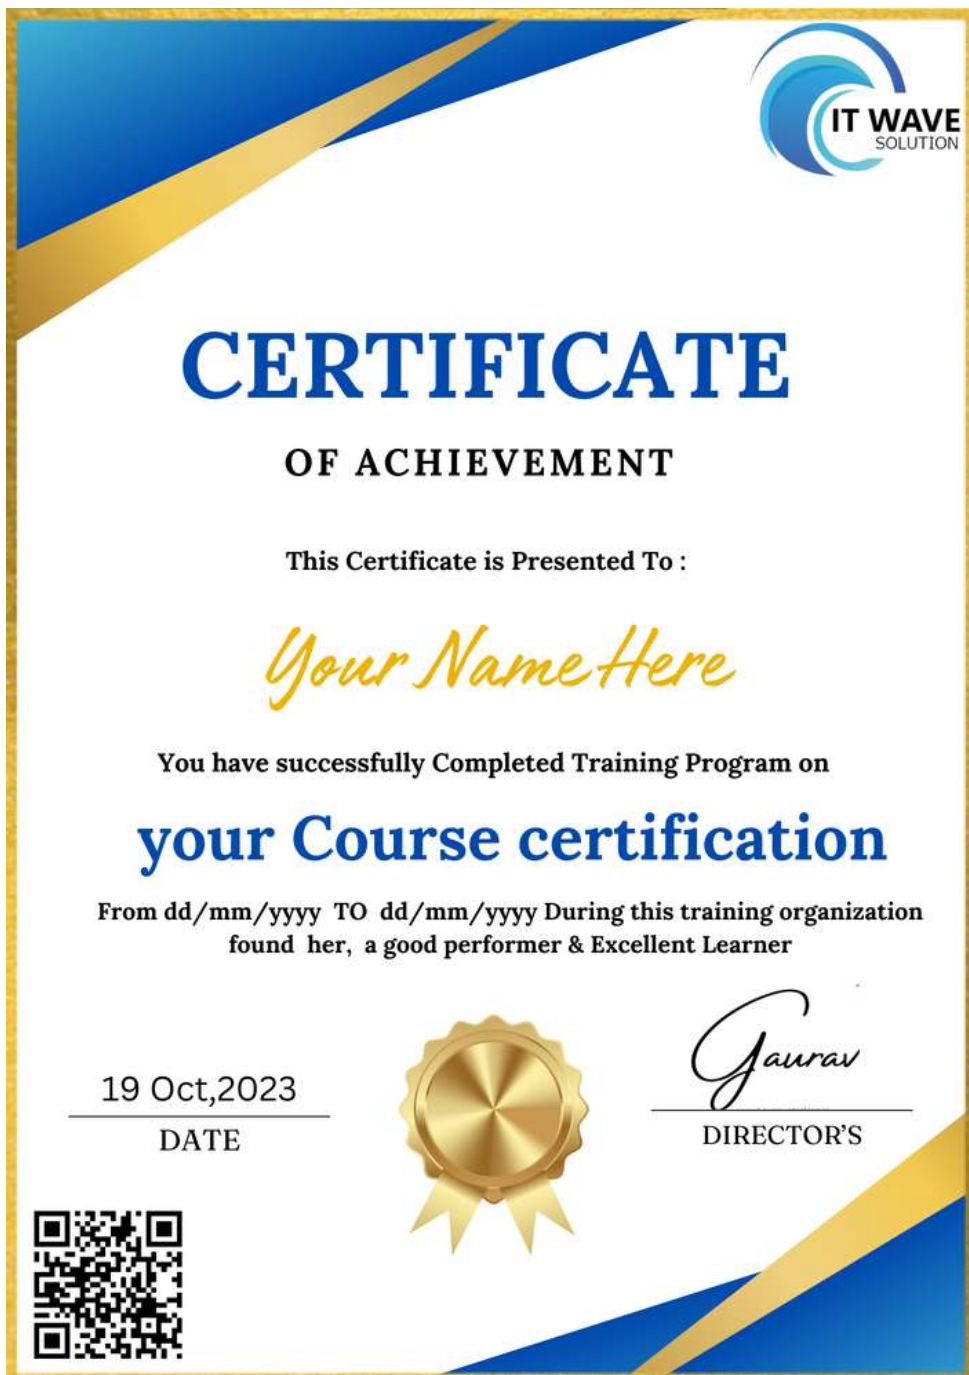 IT WAVE
SOLUTION
CERTIFICATE
OF ACHIEVEMENT
This Certificate is Presented To :
Your Name Here
You have successfully Completed Training Program on
your Course certification
From dd/mm/yyyy TO dd/mm/yyyy During this training organization
found her, a good performer & Excellent Learner
Gaurav
19 Oct,2023
DATE
DIRECTOR'S